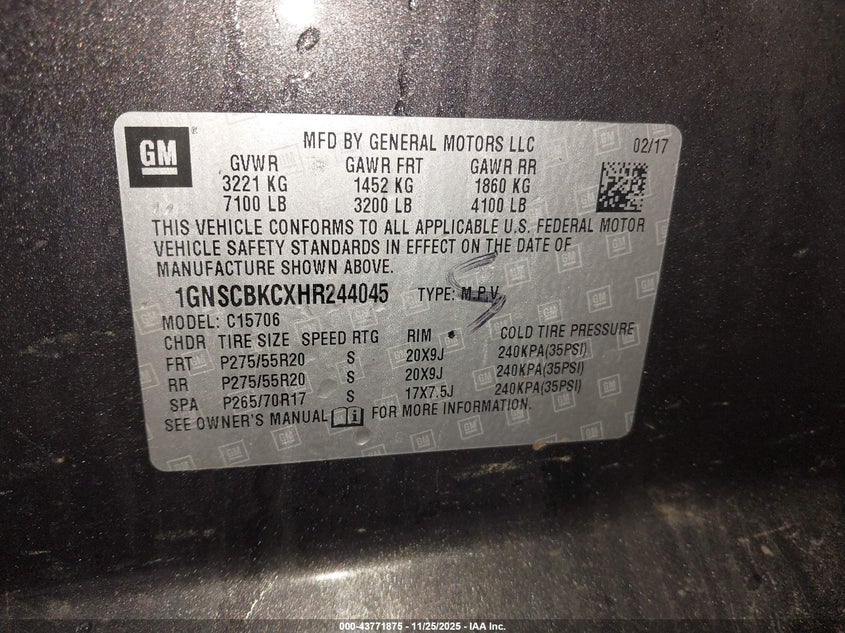 GM
MFD BY GENERAL MOTORS LLC 02/17
GVWR GAWR FRT GAWR RR
3221 KG 1452 KG 1860 KG
7100 LB 3200 LB 4100 LB
THIS VEHICLE CONFORMS TO ALL APPLICABLE U.S. FEDERAL MOTOR
VEHICLE SAFETY STANDARDS IN EFFECT ON THE DATE OF
MANUFACTURE SHOWN ABOVE.
1GNSCBKCXHR244045 TYPE: M.P.V
MODEL: C15706
CHDR TIRE SIZE SPEED RTG RIM COLD TIRE PRESSURE
FRT P275/55R20 S 20X9J 240KPA(35PSI)
RR P275/55R20 S 20X9J 240KPA(35PSI)
SPA P265/70R17 S 17X7.5J 240KPA(35PSI)
SEE OWNER'S MANUAL i FOR MORE INFORMATION.
000-43771875 - 11/25/2025 - IAA Inc.